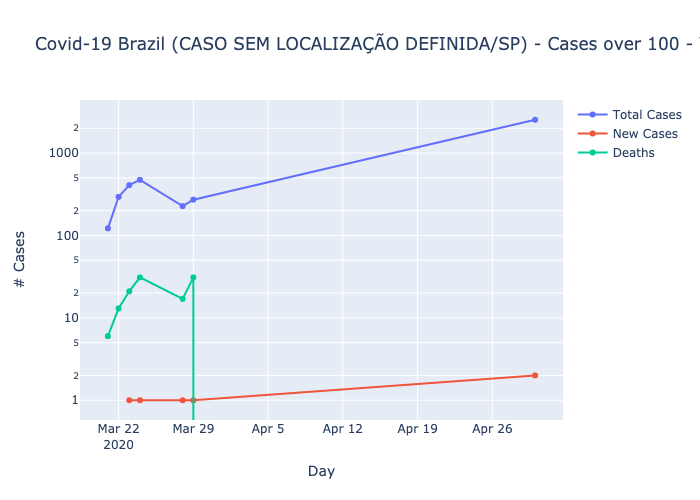 Covid-19 Brazil (CASO SEM LOCALIZAÇÃO DEFINIDA/SP) - Cases over 100 -
Total Cases
New Cases
Deaths
# Cases
2
1000
5
2
100
5
2
10
5
2
1
Mar 22
2020
Mar 29
Apr 5
Apr 12
Apr 19
Apr 26
Day